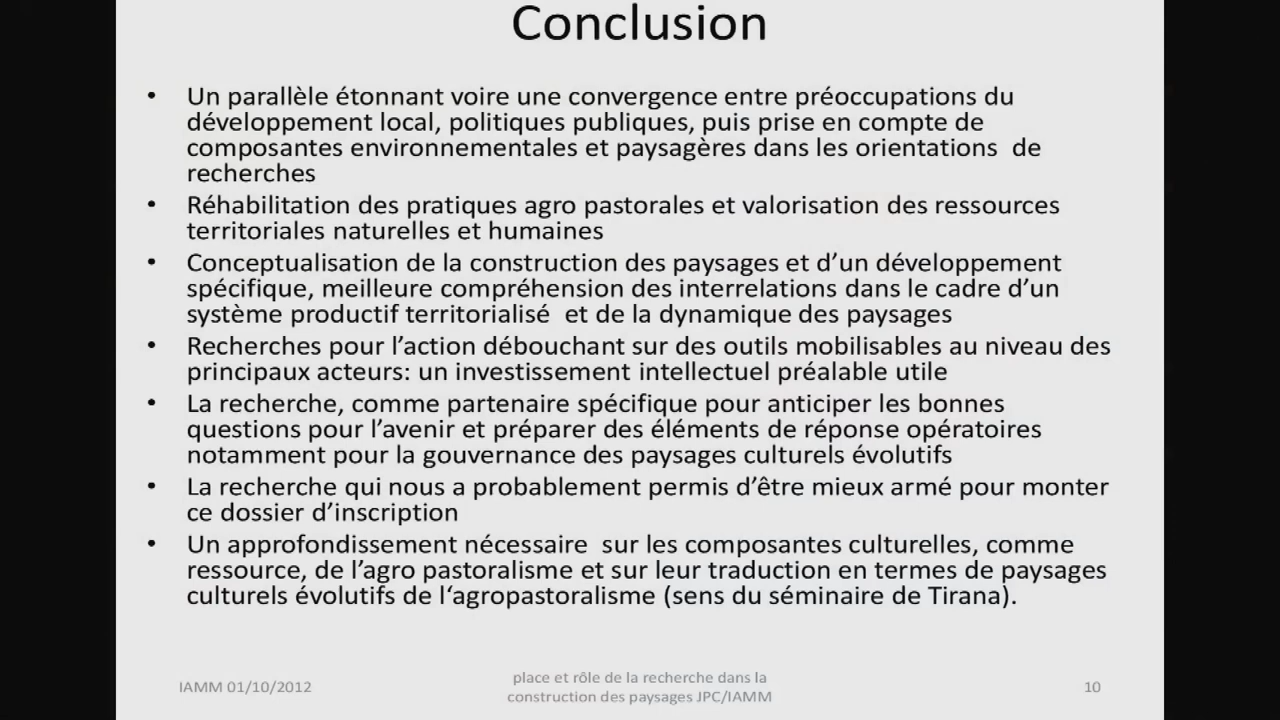 Conclusion
• Un parallèle étonnant voire une convergence entre préoccupations du
développement local, politiques publiques, puis prise en compte de
composantes environnementales et paysagères dans les orientations  de
recherches
• Réhabilitation des pratiques agro pastorales et valorisation des ressources
territoriales naturelles et humaines
• Conceptualisation de la construction des paysages et d’un développement
spécifique, meilleure compréhension des interrelations dans le cadre d’un
système productif territorialisé  et de la dynamique des paysages
• Recherches pour l’action débouchant sur des outils mobilisables au niveau des
principaux acteurs: un investissement intellectuel préalable utile
• La recherche, comme partenaire spécifique pour anticiper les bonnes
questions pour l’avenir et préparer des éléments de réponse opératoires
notamment pour la gouvernance des paysages culturels évolutifs
• La recherche qui nous a probablement permis d’être mieux armé pour monter
ce dossier d’inscription
• Un approfondissement nécessaire  sur les composantes culturelles, comme
ressource, de l’agro pastoralisme et sur leur traduction en termes de paysages
culturels évolutifs de l‘agropastoralisme (sens du séminaire de Tirana).
IAMM 01/10/2012
place et rôle de la recherche dans la
construction des paysages JPC/IAMM
10